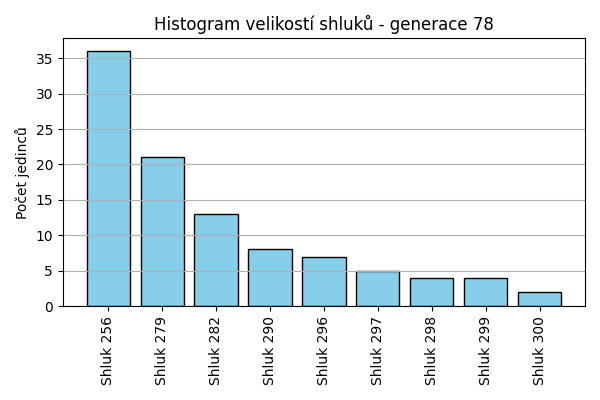 Histogram velikostí shluků - generace 78
Počet jedinců
35
30
25
20
15
10
5
0
Shluk 256
Shluk 279
Shluk 282
Shluk 290
Shluk 296
Shluk 297
Shluk 298
Shluk 299
Shluk 300